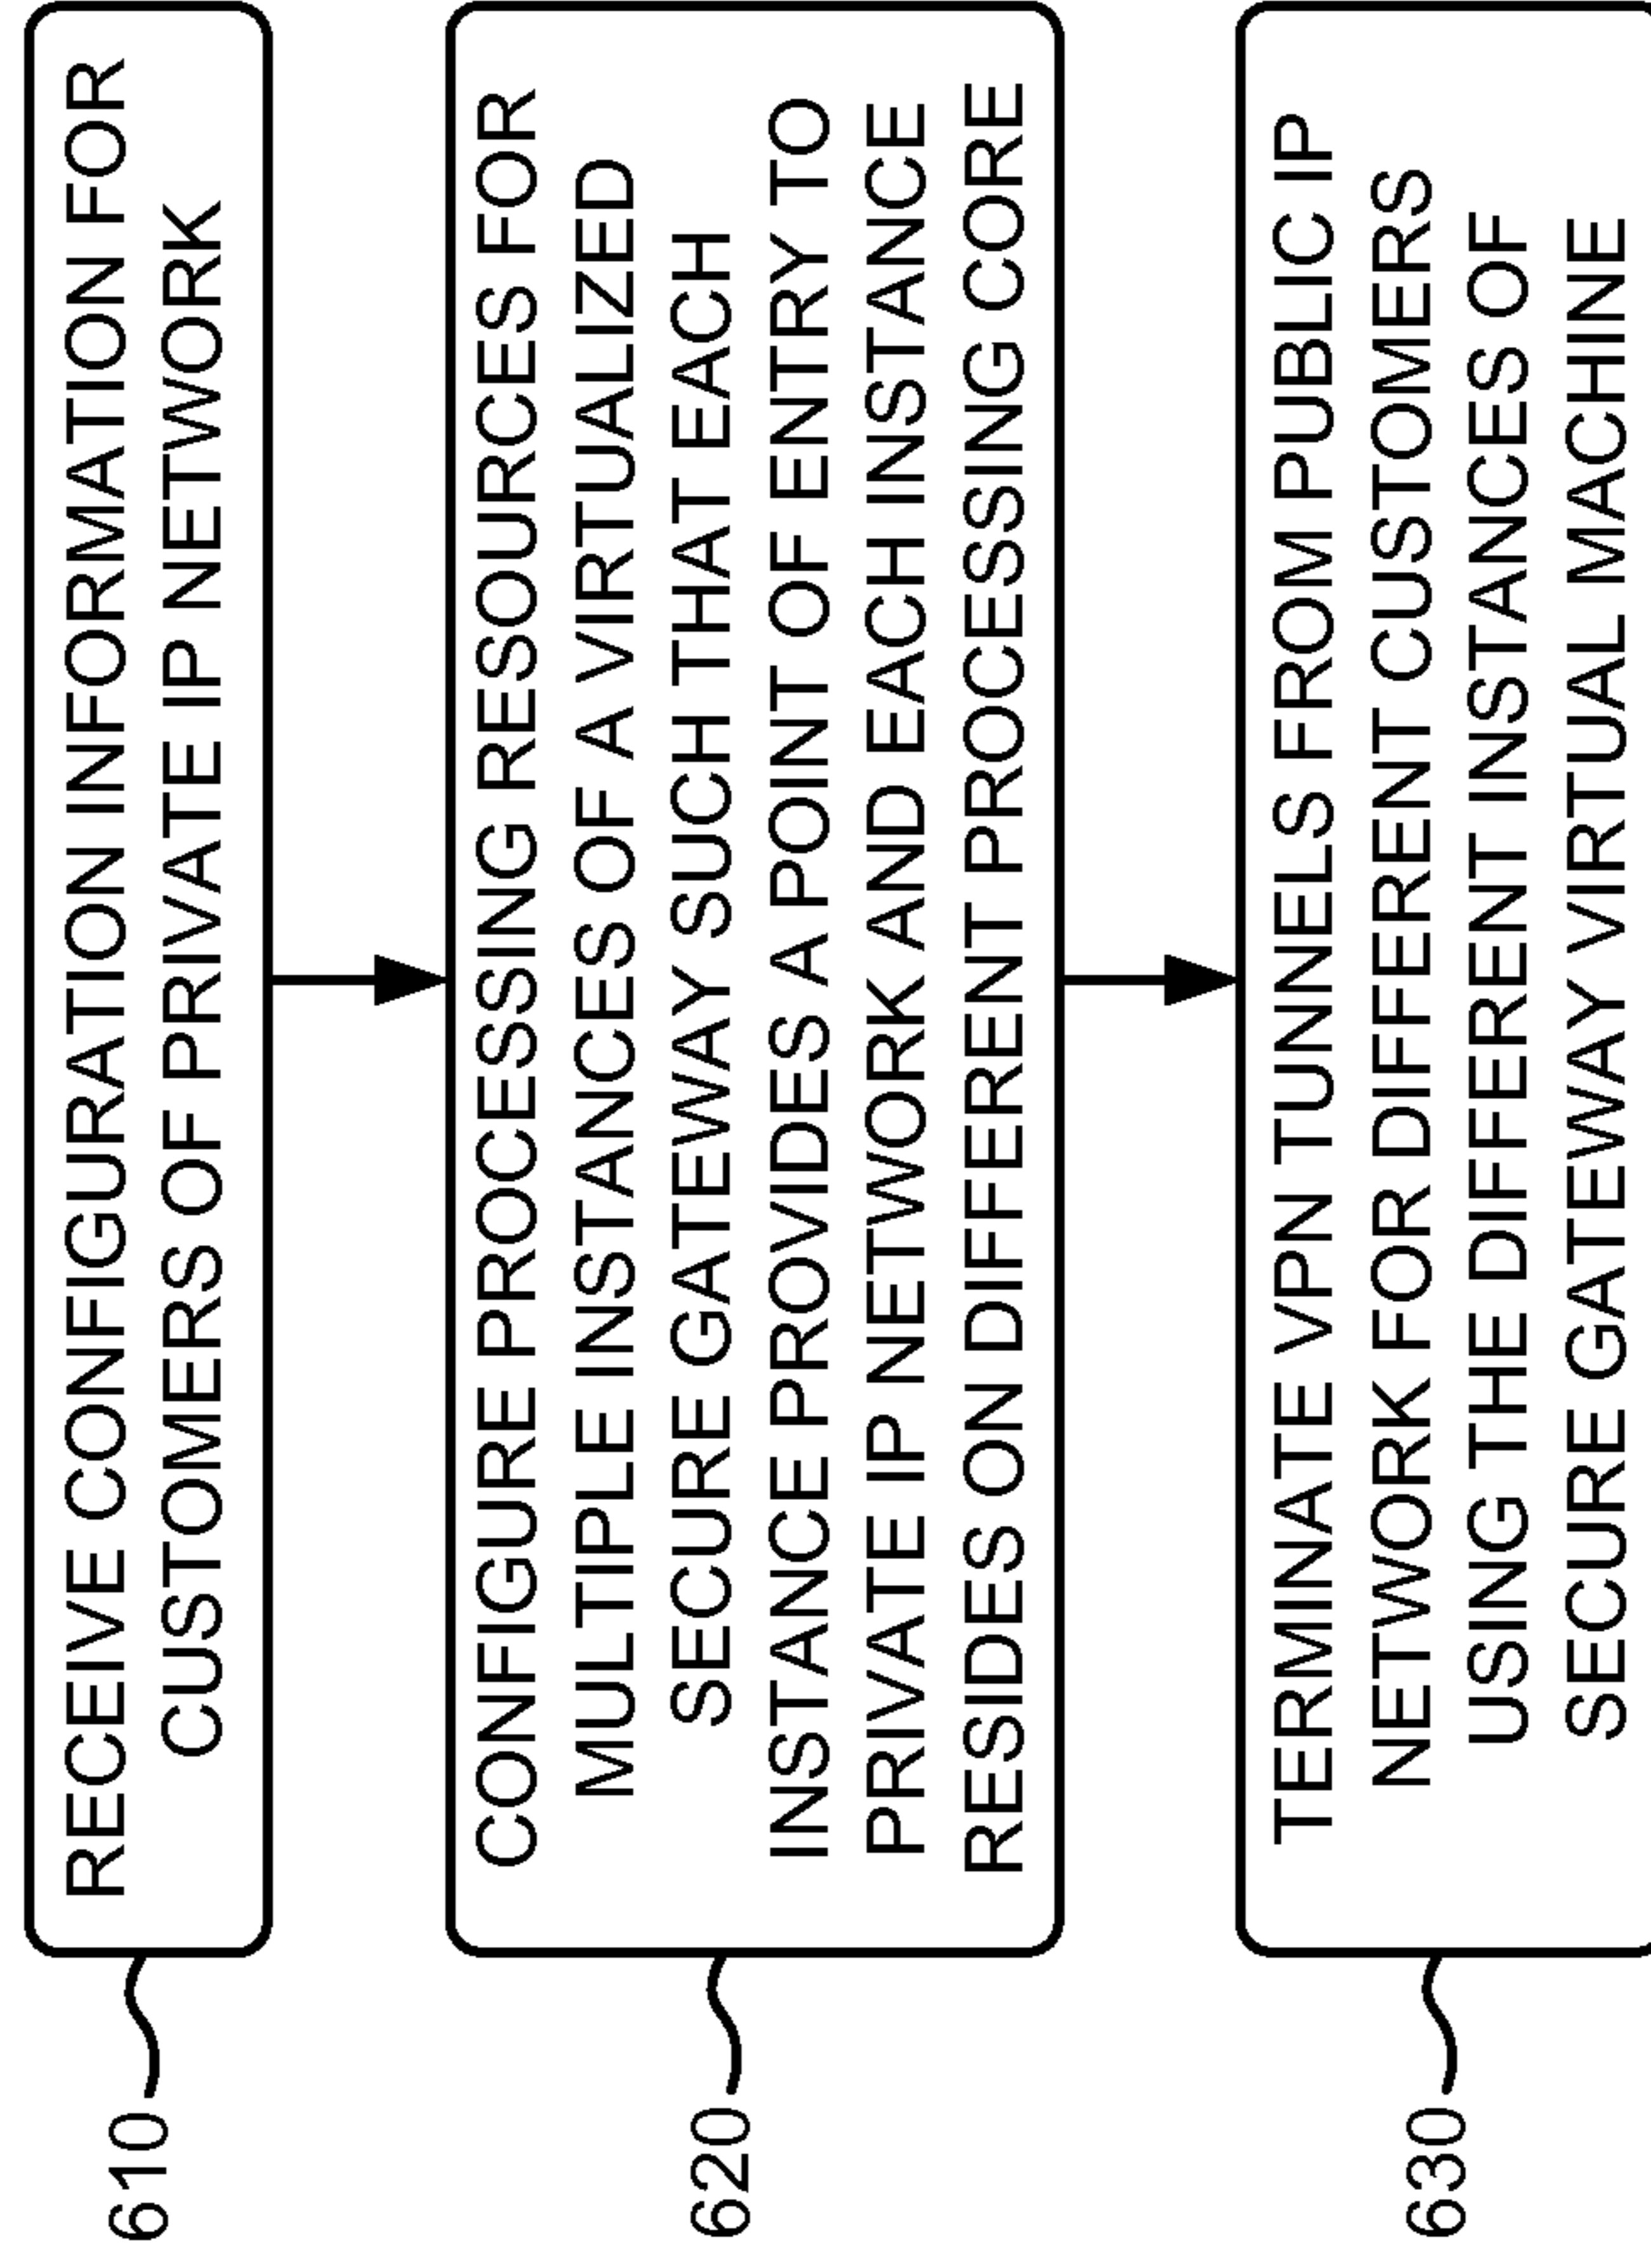 610
RECEIVE CONFIGURATION INFORMATION FOR
CUSTOMERS OF PRIVATE IP NETWORK
620
CONFIGURE PROCESSING RESOURCES FOR
MULTIPLE INSTANCES OF A VIRTUALIZED
SECURE GATEWAY SUCH THAT EACH
INSTANCE PROVIDES A POINT OF ENTRY TO
PRIVATE IP NETWORK AND EACH INSTANCE
RESIDES ON DIFFERENT PROCESSING CORE
630
TERMINATE VPN TUNNELS FROM PUBLIC IP
NETWORK FOR DIFFERENT CUSTOMERS
USING THE DIFFERENT INSTANCES OF
SECURE GATEWAY VIRTUAL MACHINE